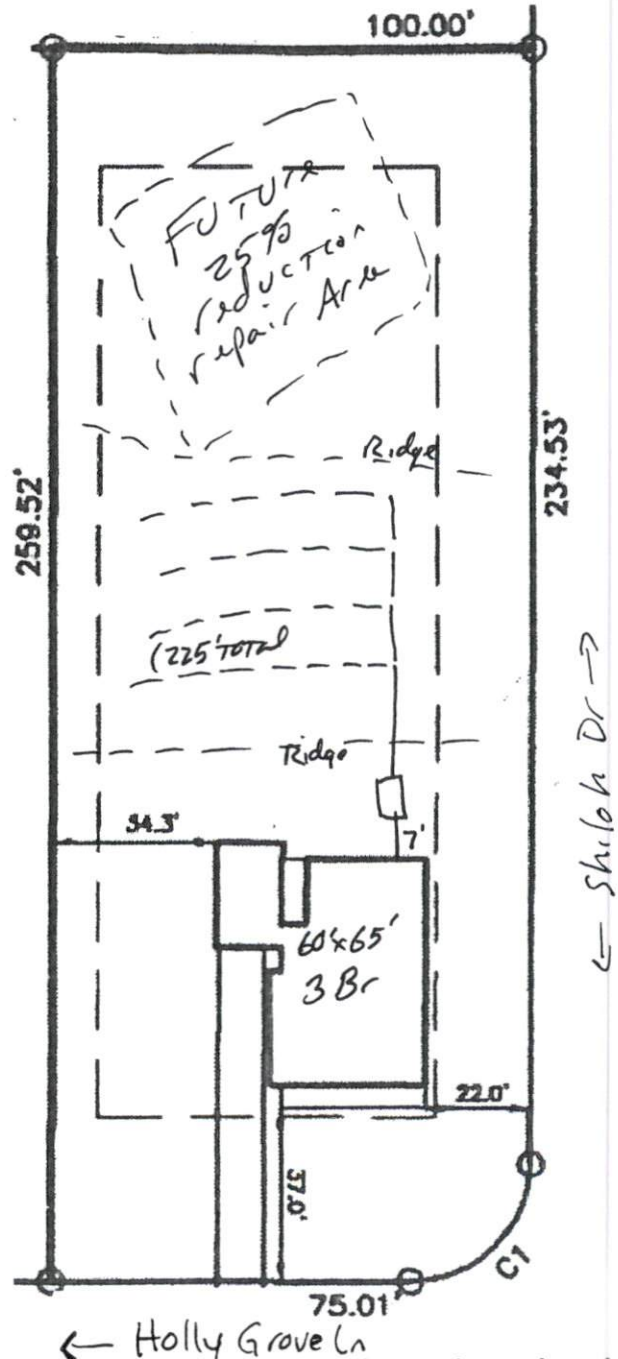 100.00'
FUTURE
25%
reduction
repair Area
Ridge
259.52'
234.53'
(225' TOTAL
Ridge
34.3'
7'
60'x65'
3 Br
← Shiloh Dr →
22.0'
37.0'
C1
75.01'
← Holly Grove Ln